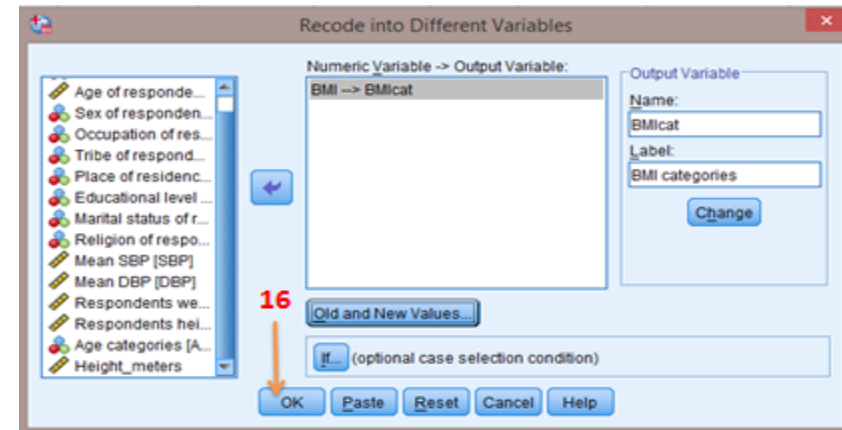 Recode into Different Variables
Numeric Variable -> Output Variable:
BMI --> BMIcat
Age of responde...
Sex of responden...
Occupation of res...
Tribe of respond...
Place of residenc...
Educational level ...
Marital status of r...
Religion of respo...
Mean SBP [SBP]
Mean DBP [DBP]
Respondents we...
Respondents hei...
Age categories [A...
Height_meters
Output Variable
Name:
BMIcat
Label:
BMI categories
Change
16
Old and New Values...
If... (optional case selection condition)
OK Paste Reset Cancel Help